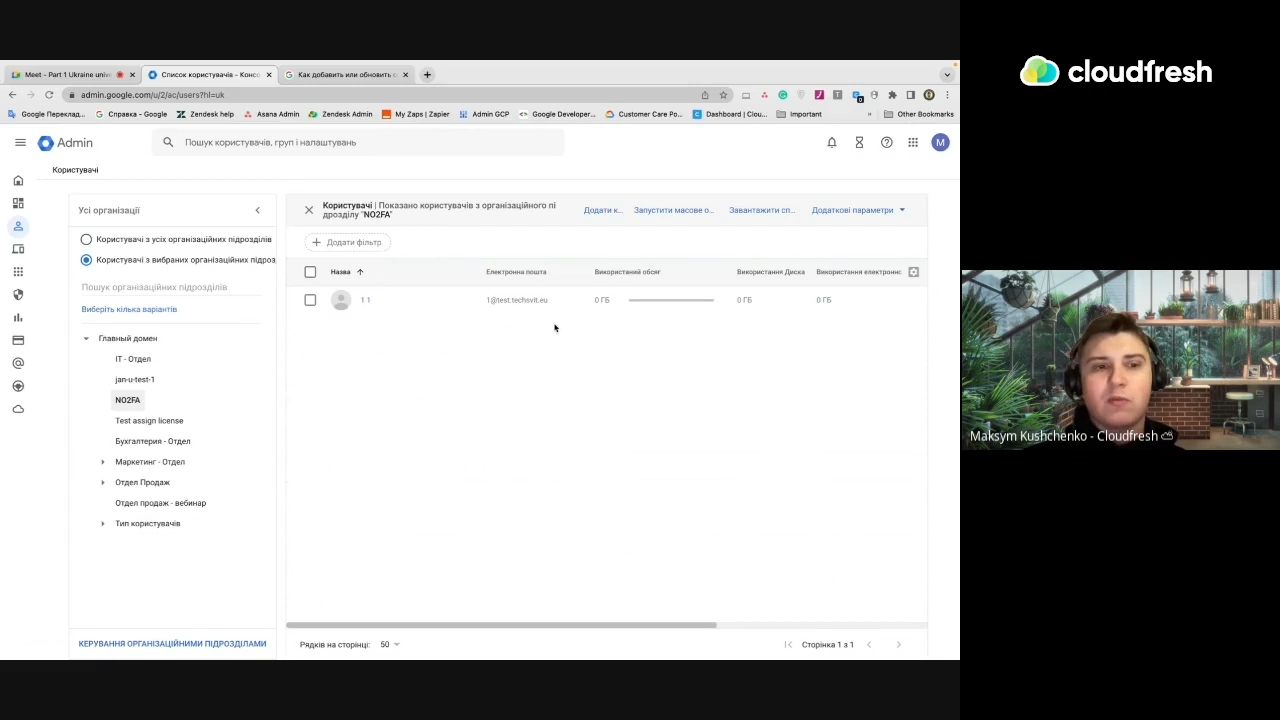 cloudfresh
Meet - Part 1 Ukraine unive
Список користувачів - Консо
Как добавить или обновить с
admin.google.com/u/2/ac/users?hl=uk
Google Переклад...
Справка - Google
Zendesk help
Asana Admin
Zendesk Admin
My Zaps | Zapier
Admin GCP
Google Developer...
Customer Care Po...
Dashboard | Clou...
Important
»
Other Bookmarks
Admin
Пошук користувачів, груп і налаштувань
M
Користувачі
Усі організації
Користувачі з усіх організаційних підрозділів
Користувачі з вибраних організаційних підроз
Пошук організаційних підрозділів
Виберіть кілька варіантів
Главный домен
IT - Отдел
jan-u-test-1
NO2FA
Test assign license
Бухгалтерия - Отдел
Маркетинг - Отдел
Отдел Продаж
Отдел продаж - вебинар
Тип користувачів
КЕРУВАННЯ ОРГАНІЗАЦІЙНИМИ ПІДРОЗДІЛАМИ
Користувачі | Показано користувачів з організаційного пі
дрозділу "NO2FA"
Додати к...
Запустити масове о...
Завантажити сп...
Додаткові параметри
Додати фільтр
Назва
Електронна пошта
Використаний обсяг
Використання Диска
Використання електронної
1 1
1@test.techsvit.eu
0 ГБ
0 ГБ
0 ГБ
Рядків на сторінці: 50
Сторінка 1 з 1
Maksym Kushchenko - Cloudfresh